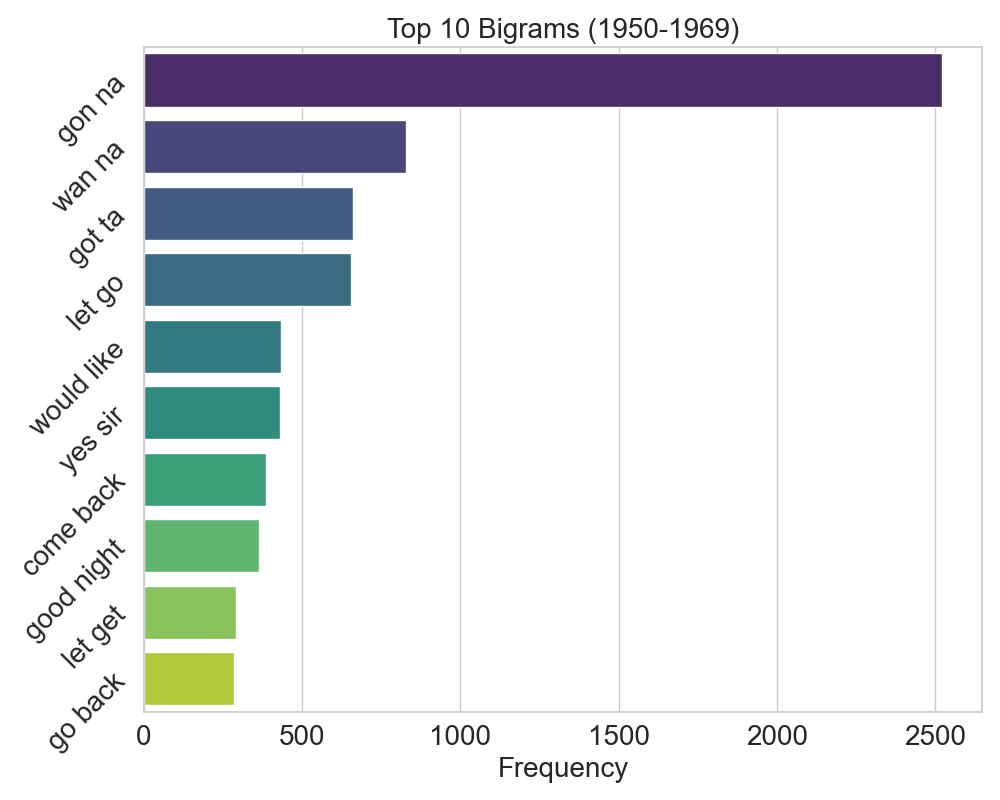 Top 10 Bigrams (1950-1969)
gon na
wan na
got ta
let go
would like
yes sir
come back
good night
let get
go back
0 500 1000 1500 2000 2500
Frequency